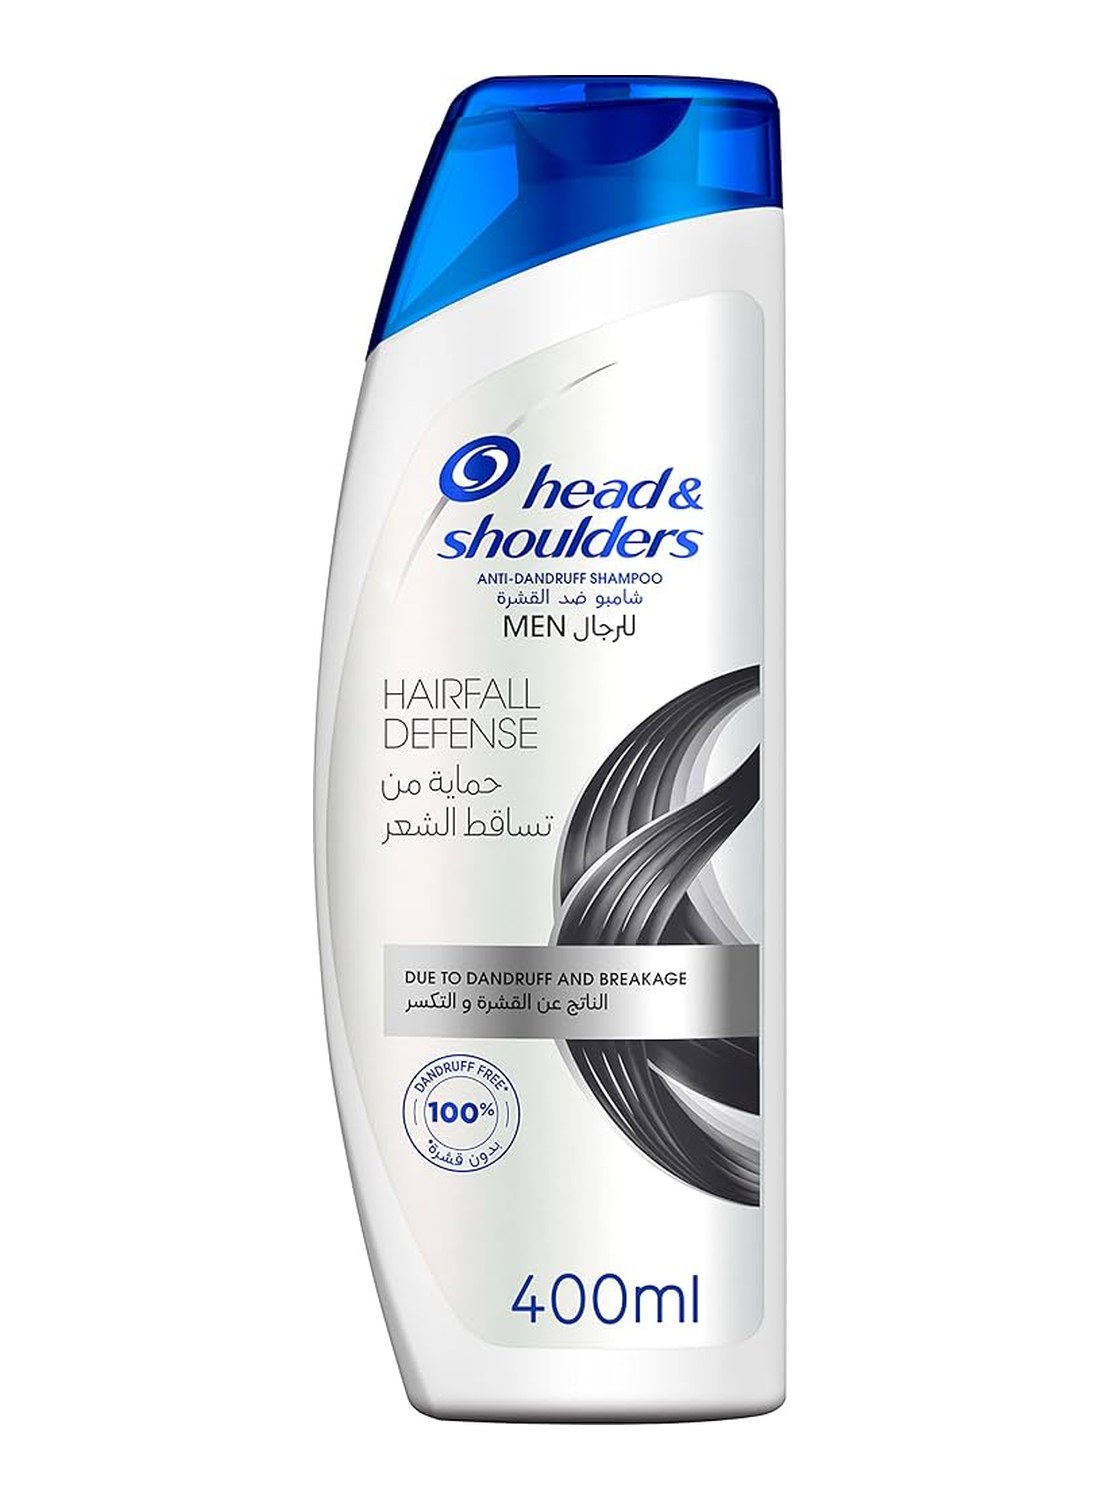 head &
shoulders
ANTI-DANDRUFF SHAMPOO
شامبو ضد القشرة
MEN للرجال
HAIRFALL
DEFENSE
حماية من
تساقط الشعر
DUE TO DANDRUFF AND BREAKAGE
الناتج عن القشرة و التكسر
DANDRUFF FREE*
100%
بدون قشرة*
400ml